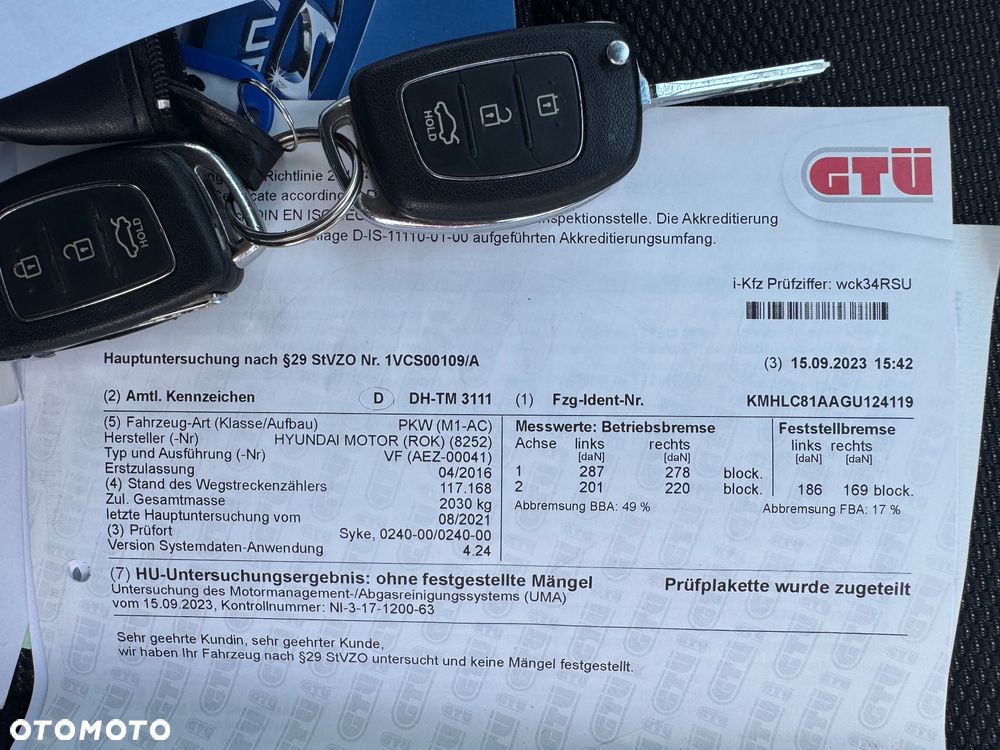 GTÜ
Richtlinie
cate according
DIN EN ISO
Inspektionsstelle. Die Akkreditierung
D-IS-11110-01-00 aufgeführten Akkreditierungsumfang.
HOLD
HOLD
i-Kfz Prüfziffer: wck34RSU
Hauptuntersuchung nach §29 StVZO Nr. 1VCS00109/A (3) 15.09.2023 15:42
(2) Amtl. Kennzeichen D DH-TM 3111 (1) Fzg-Ident-Nr. KMHLC81AAGU124119
(5) Fahrzeug-Art (Klasse/Aufbau) PKW (M1-AC)
Hersteller (-Nr) HYUNDAI MOTOR (ROK) (8252)
Typ und Ausführung (-Nr) VF (AEZ-00041)
Erstzulassung 04/2016
(4) Stand des Wegstreckenzählers 117.168
Zul. Gesamtmasse 2030 kg
letzte Hauptuntersuchung vom 08/2021
(3) Prüfort Syke, 0240-00/0240-00
Version Systemdaten-Anwendung 4.24
Messwerte: Betriebsbremse
Achse links rechts
[daN] [daN]
1 287 278 block.
2 201 220 block.
Abbremsung BBA: 49 %
Feststellbremse
links rechts
[daN] [daN]
186 169 block.
Abbremsung FBA: 17 %
(7) HU-Untersuchungsergebnis: ohne festgestellte Mängel Prüfplakette wurde zugeteilt
Untersuchung des Motormanagement-/Abgasreinigungssystems (UMA)
vom 15.09.2023, Kontrollnummer: NI-3-17-1200-63
Sehr geehrte Kundin, sehr geehrter Kunde,
wir haben Ihr Fahrzeug nach §29 StVZO untersucht und keine Mängel festgestellt.
OTOMOTO